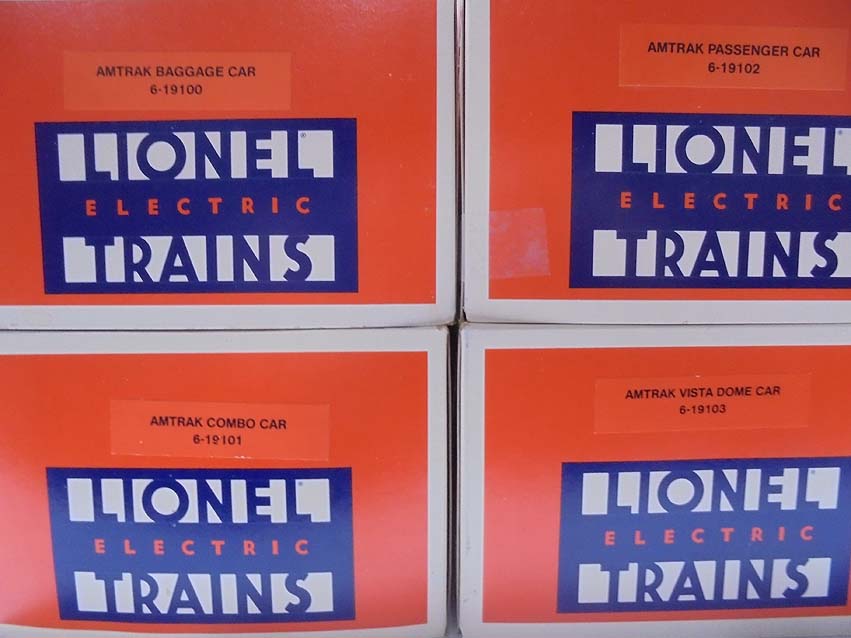 AMTRAK BAGGAGE CAR
6-19100
LIONEL®
ELECTRIC
TRAINS
AMTRAK PASSENGER CAR
6-19102
LIONEL
ELECTRIC
TRAINS
AMTRAK COMBO CAR
6-19101
LIONEL®
ELECTRIC
TRAINS
AMTRAK VISTA DOME CAR
6-19103
LIONEL®
ELECTRIC
TRAINS